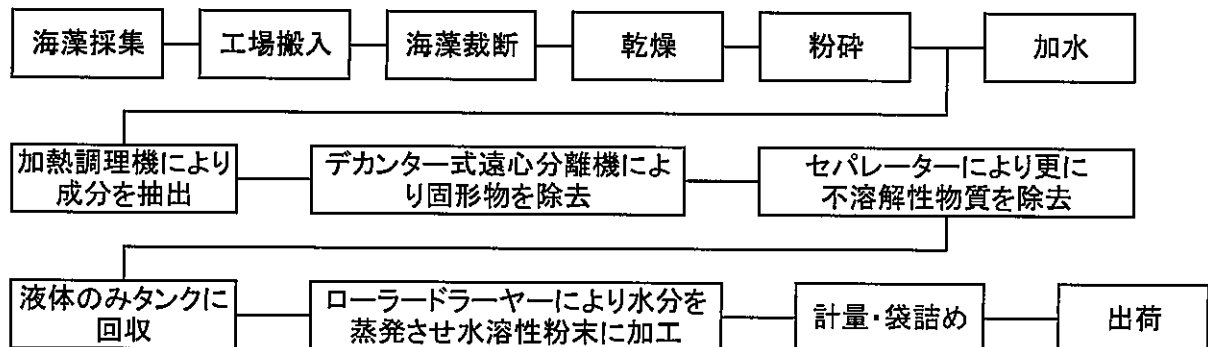 海藻採集
工場搬入
海藻裁断
乾燥
粉砕
加水
加熱調理機により
成分を抽出
デカンター式遠心分離機によ
り固形物を除去
セパレーターにより更に
不溶解性物質を除去
液体のみタンクに
回収
ローラードラーヤーにより水分を
蒸発させ水溶性粉末に加工
計量・袋詰め
出荷